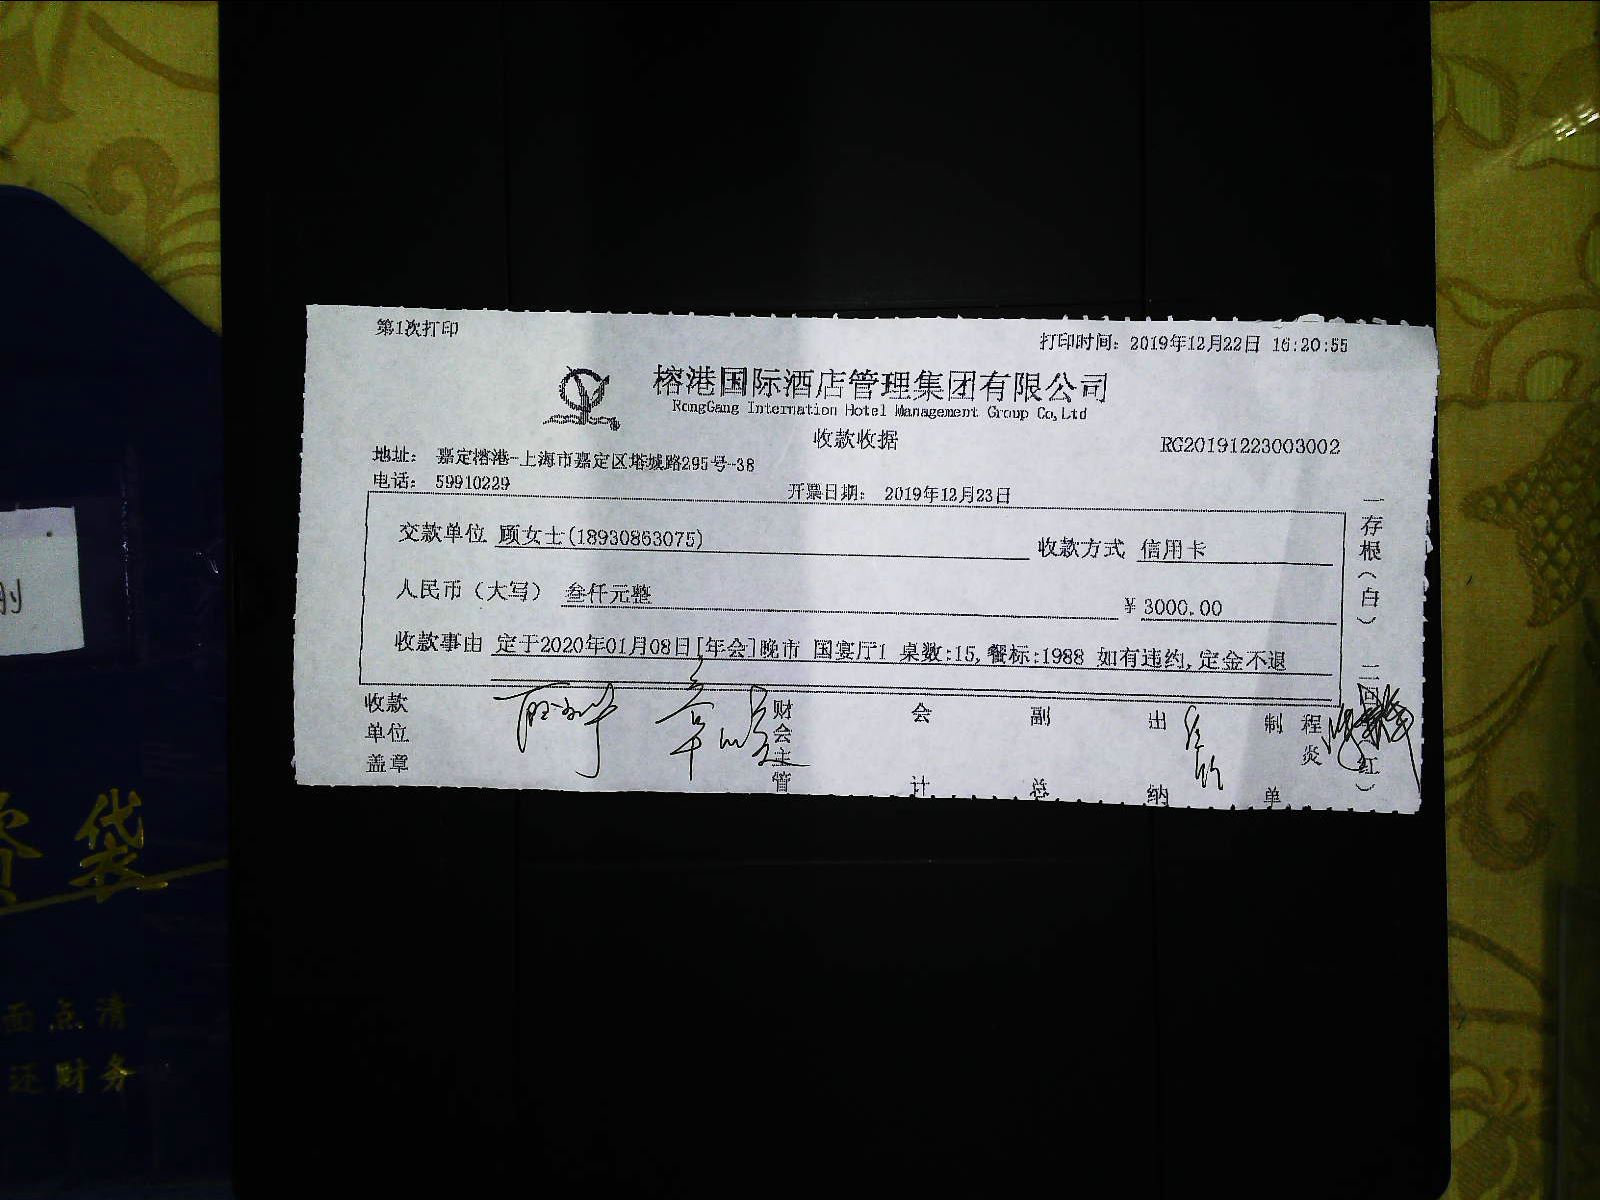 第1次打印
打印时间：2019年12月22日 16:20:55
榕港国际酒店管理集团有限公司
RongGang Internation Hotel Management Group Co,Ltd
收款收据
RG20191223003002
地址： 嘉定榕港-上海市嘉定区塔城路295号-38
电话： 59910229
开票日期： 2019年12月23日
交款单位 顾女士(18930863075) 收款方式 信用卡
人民币（大写） 叁仟元整 ¥ 3000.00
收款事由 定于2020年01月08日[年会]晚市 国宴厅1 桌数:15,餐标:1988 如有违约,定金不退
收款单位盖章 财会主管 会计 副总 出纳 制单 程炎
一存根（白） 二 红）
袋
面点清
还财务